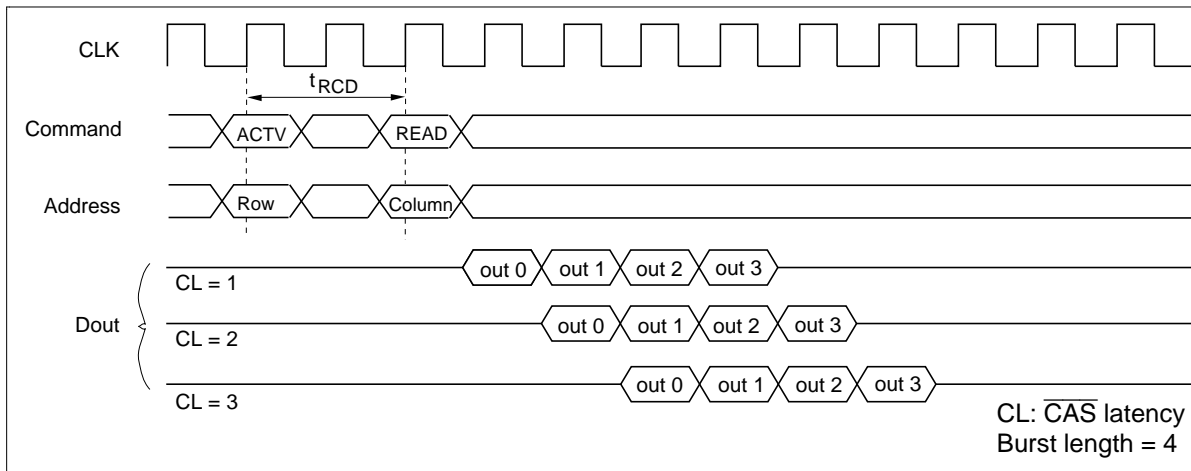 CLK
tRCD
Command ACTV READ
Address Row Column
out 0 out 1 out 2 out 3
CL = 1
Dout
out 0 out 1 out 2 out 3
CL = 2
out 0 out 1 out 2 out 3
CL = 3
CL: CAS latency
Burst length = 4